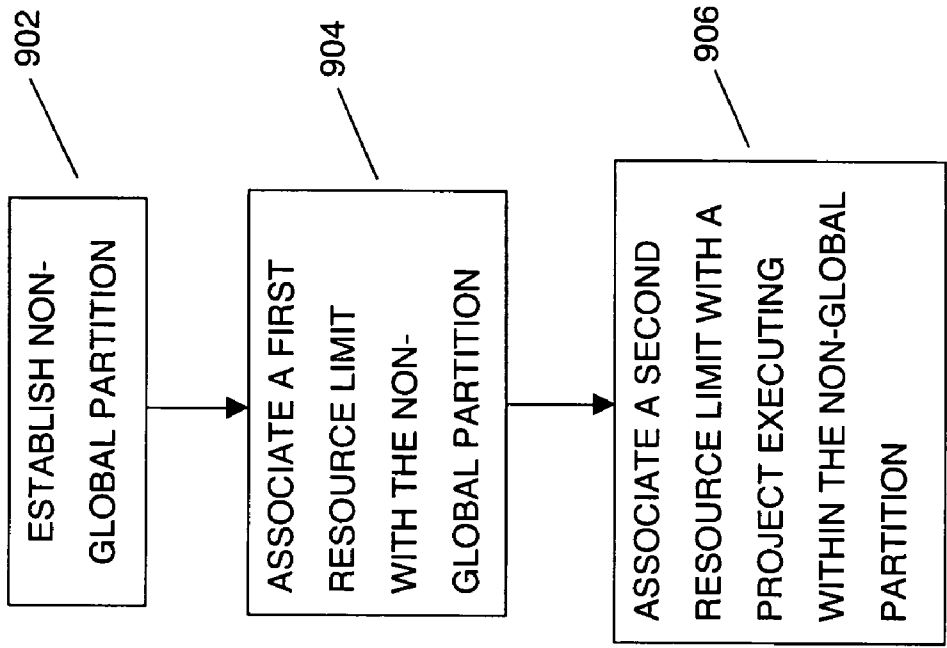 902
ESTABLISH NON-
GLOBAL PARTITION
904
ASSOCIATE A FIRST
RESOURCE LIMIT
WITH THE NON-
GLOBAL PARTITION
906
ASSOCIATE A SECOND
RESOURCE LIMIT WITH A
PROJECT EXECUTING
WITHIN THE NON-GLOBAL
PARTITION